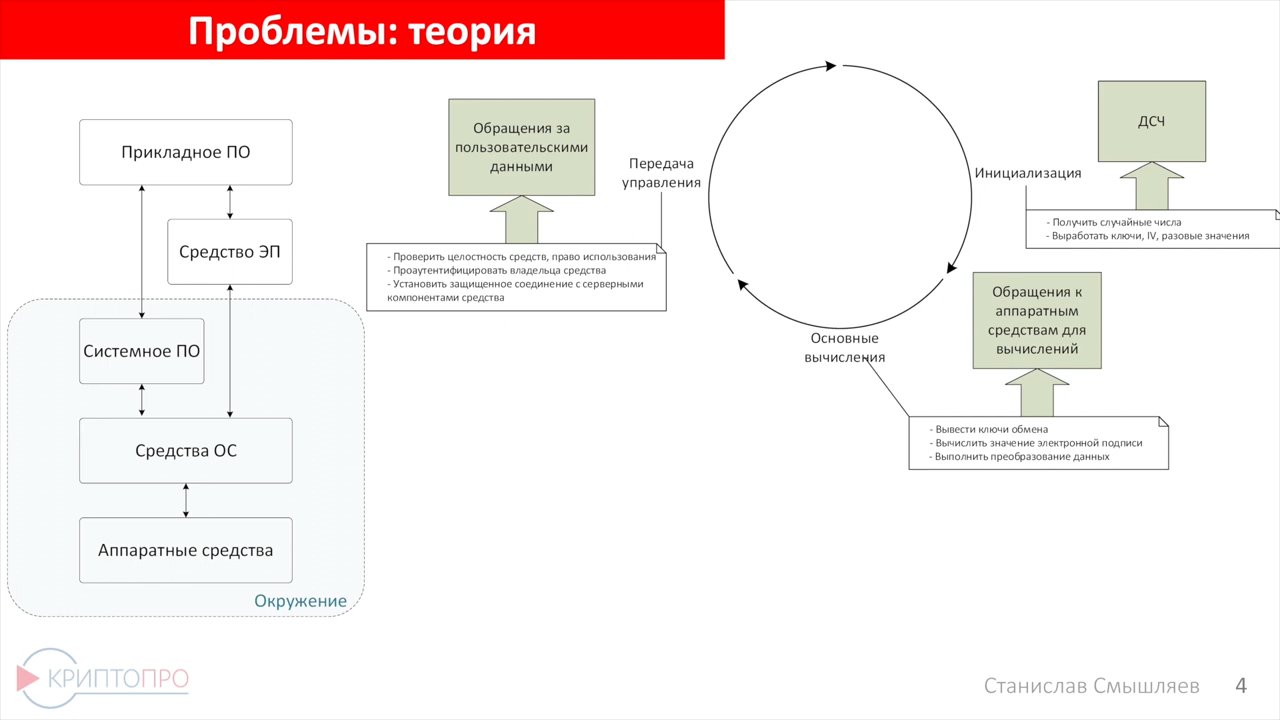 Проблемы: теория
Прикладное ПО
Средство ЭП
Системное ПО
Средства ОС
Аппаратные средства
Окружение
Обращения за
пользовательскими
данными
Передача
управления
- Проверить целостность средств, право использования
- Проаутентифицировать владельца средства
- Установить защищенное соединение с серверными
компонентами средства
ДСЧ
Инициализация
- Получить случайные числа
- Выработать ключи, IV, разовые значения
Обращения к
аппаратным
средствам для
вычислений
Основные
вычисления
- Вывести ключи обмена
- Вычислить значение электронной подписи
- Выполнить преобразование данных
КРИПТОПРО
Станислав Смышляев 4